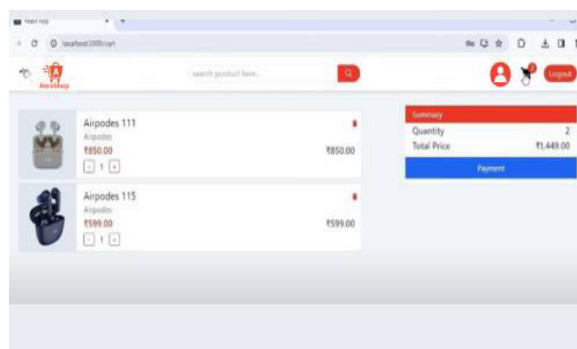 React App
localhost:3000/cart
AeroShop
search product here...
2
Logout
Airpodes 111
Airpodes
₹850.00
- 1 +
₹850.00
Airpodes 115
Airpodes
₹599.00
- 1 +
₹599.00
Summary
Quantity 2
Total Price ₹1,449.00
Payment